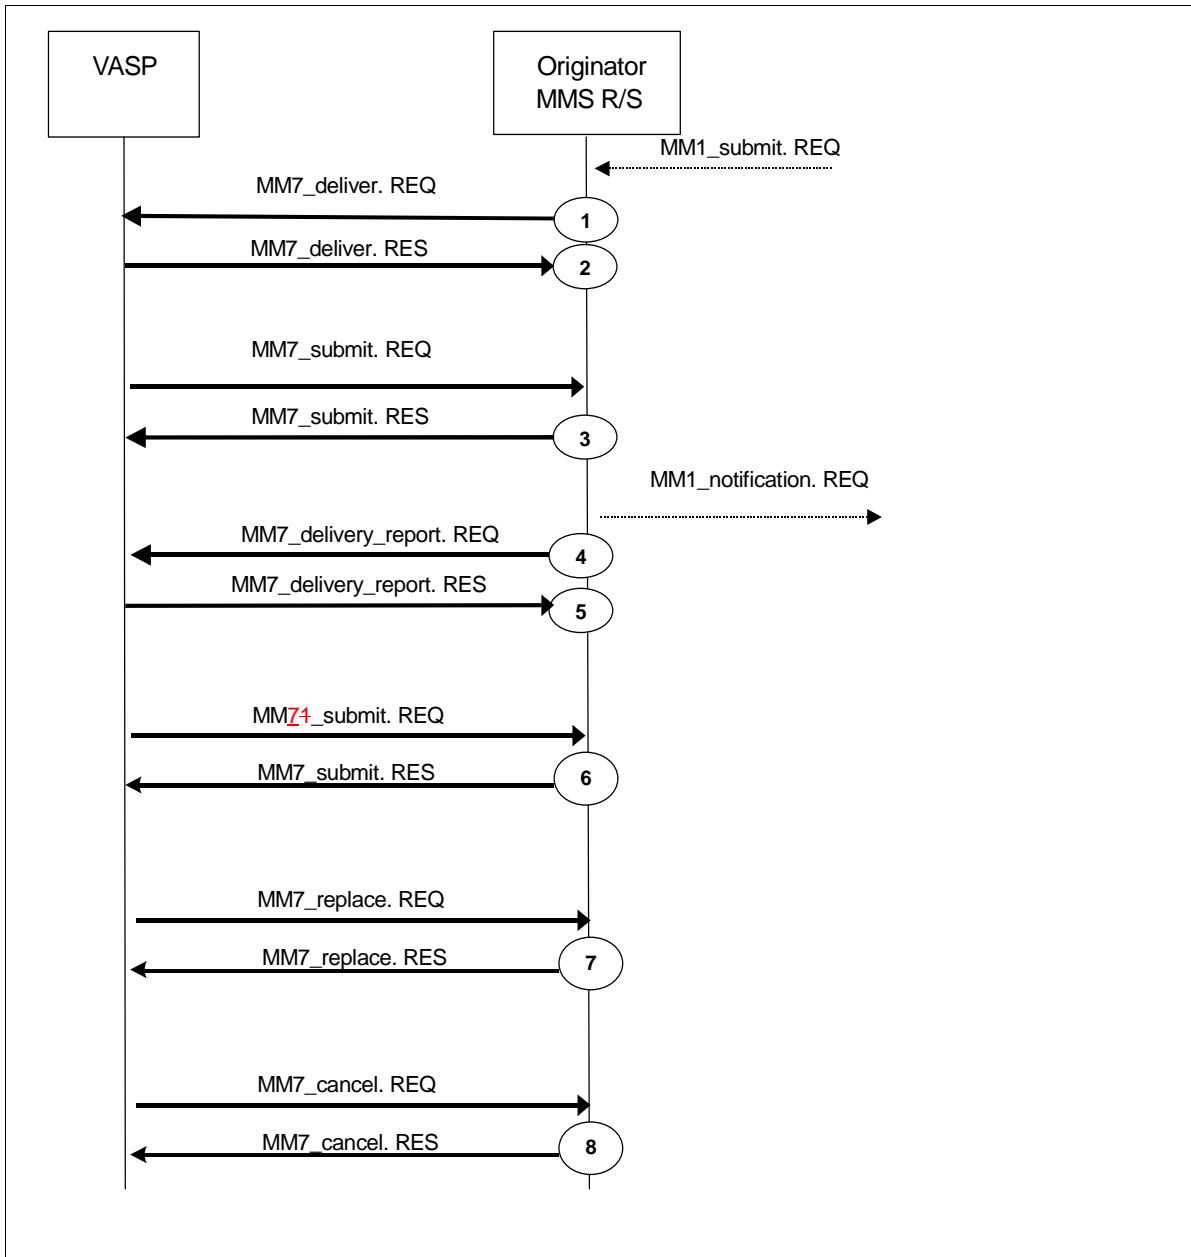 VASP
Originator
MMS R/S
MM1_submit. REQ
MM7_deliver. REQ
1
MM7_deliver. RES
2
MM7_submit. REQ
MM7_submit. RES
3
MM1_notification. REQ
MM7_delivery_report. REQ
4
MM7_delivery_report. RES
5
MM71_submit. REQ
MM7_submit. RES
6
MM7_replace. REQ
MM7_replace. RES
7
MM7_cancel. REQ
MM7_cancel. RES
8